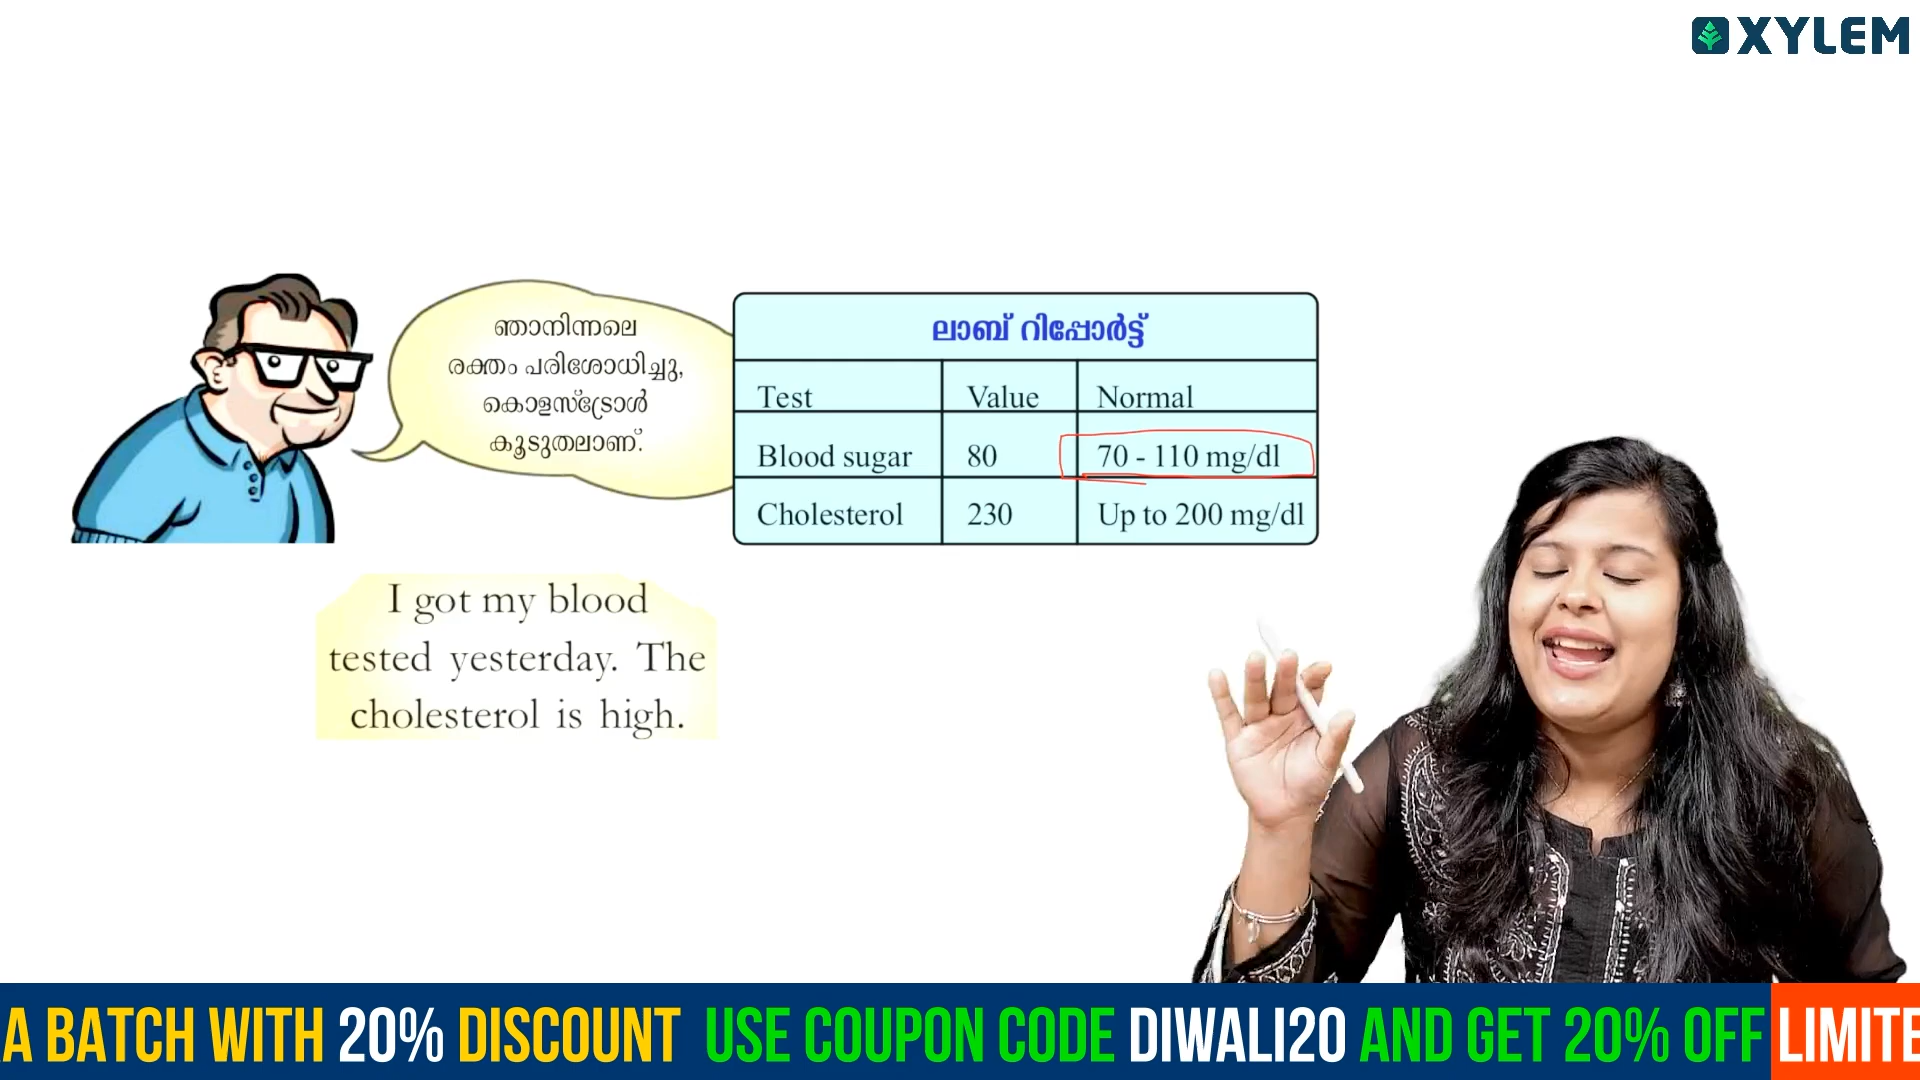 XYLEM
ഞാനിന്നലെ
രക്തം പരിശോധിച്ചു,
കൊളസ്ട്രോൾ
കൂടുതലാണ്.
ലാബ് റിപ്പോർട്ട്
Test Value Normal
Blood sugar 80 70 - 110 mg/dl
Cholesterol 230 Up to 200 mg/dl
I got my blood
tested yesterday. The
cholesterol is high.
A BATCH WITH 20% DISCOUNT USE COUPON CODE DIWALI20 AND GET 20% OFF LIMITE